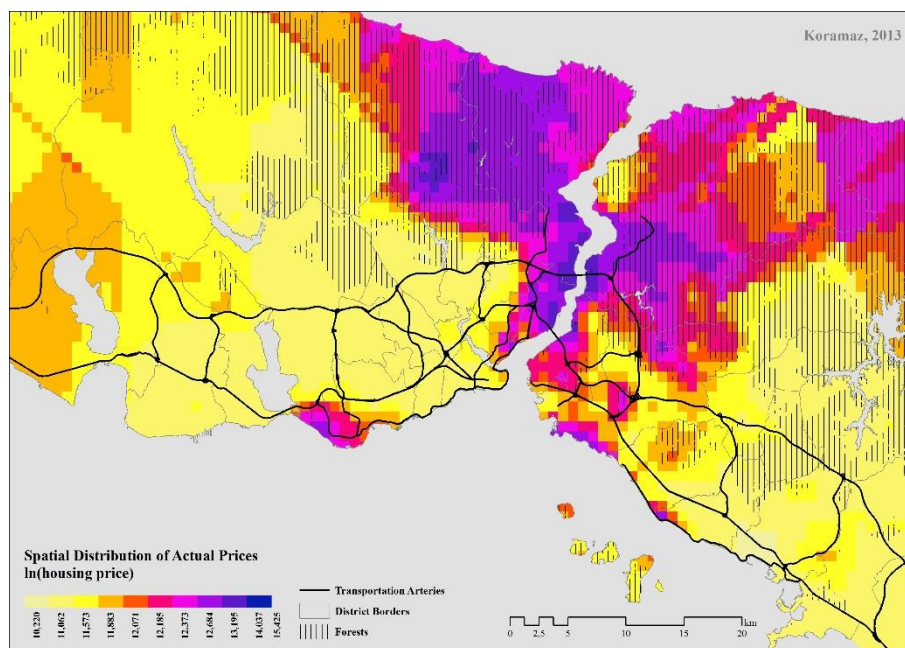 Koramaz, 2013
Spatial Distribution of Actual Prices
ln(housing price)
10,220
11,062
11,573
11,883
12,071
12,185
12,373
12,684
13,195
14,037
15,425
Transportation Arteries
District Borders
Forests
km
0 2,5 5 10 15 20